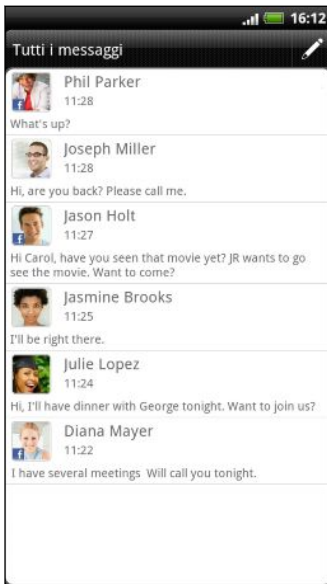 16:12
Tutti i messaggi
Phil Parker
11:28
What's up?
Joseph Miller
11:28
Hi, are you back? Please call me.
Jason Holt
11:27
Hi Carol, have you seen that movie yet? JR wants to go
see the movie. Want to come?
Jasmine Brooks
11:25
I'll be right there.
Julie Lopez
11:24
Hi, I'll have dinner with George tonight. Want to join us?
Diana Mayer
11:22
I have several meetings Will call you tonight.